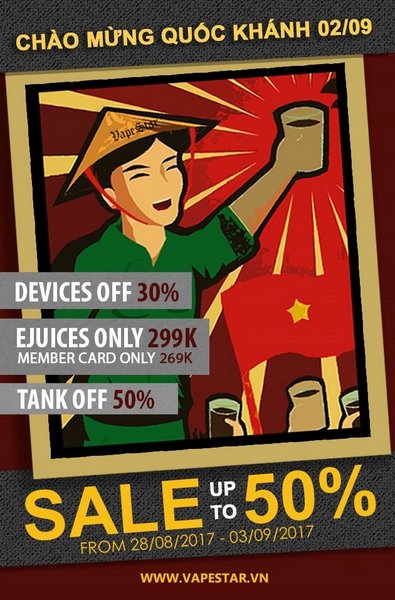 CHÀO MỪNG QUỐC KHÁNH 02/09
VapeStar
DEVICES OFF 30%
EJUICES ONLY 299K
MEMBER CARD ONLY 269K
TANK OFF 50%
SALE UP TO 50%
FROM 28/08/2017 - 03/09/2017
WWW.VAPESTAR.VN